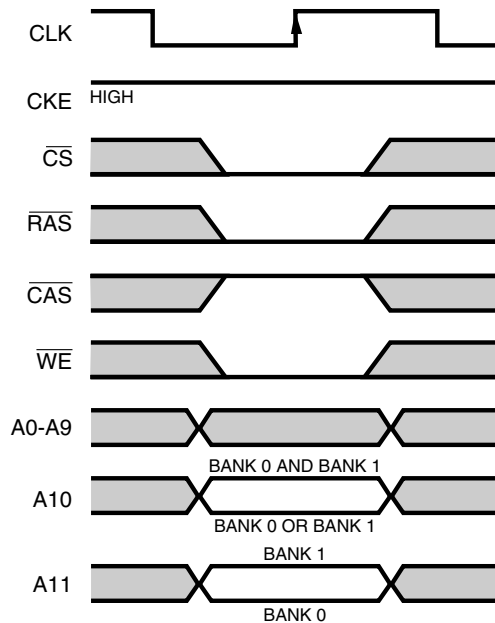 CLK
CKE HIGH
CS
RAS
CAS
WE
A0-A9
BANK 0 AND BANK 1
A10
BANK 0 OR BANK 1
BANK 1
A11
BANK 0